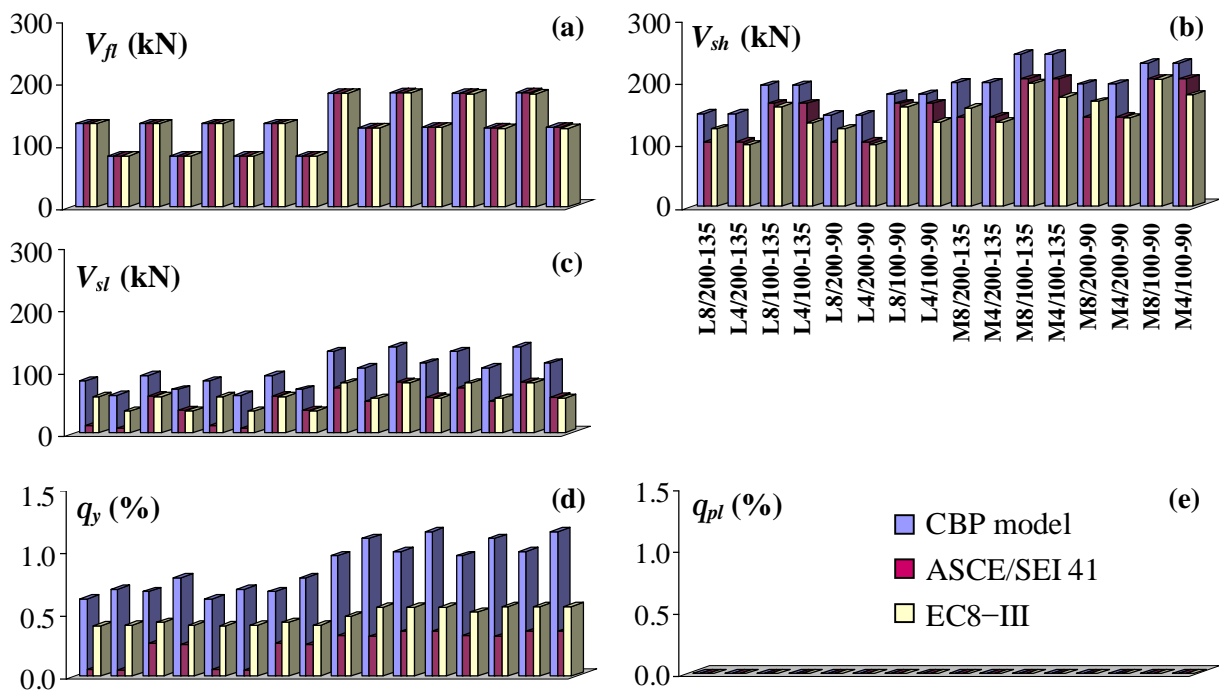 300
200
100
0
V_fl (kN)
(a)
300
200
100
0
V_sh (kN)
(b)
L8/200-135
L4/200-135
L8/100-135
L4/100-135
L8/200-90
L4/200-90
L8/100-90
L4/100-90
M8/200-135
M4/200-135
M8/100-135
M4/100-135
M8/200-90
M4/200-90
M8/100-90
M4/100-90
300
100
0
V_sl (kN)
(c)
1.5
1.0
0.5
0.0
q_y (%)
(d)
1.5
1.0
0.5
0.0
q_pl (%)
(e)
CBP model
ASCE/SEI 41
EC8−III